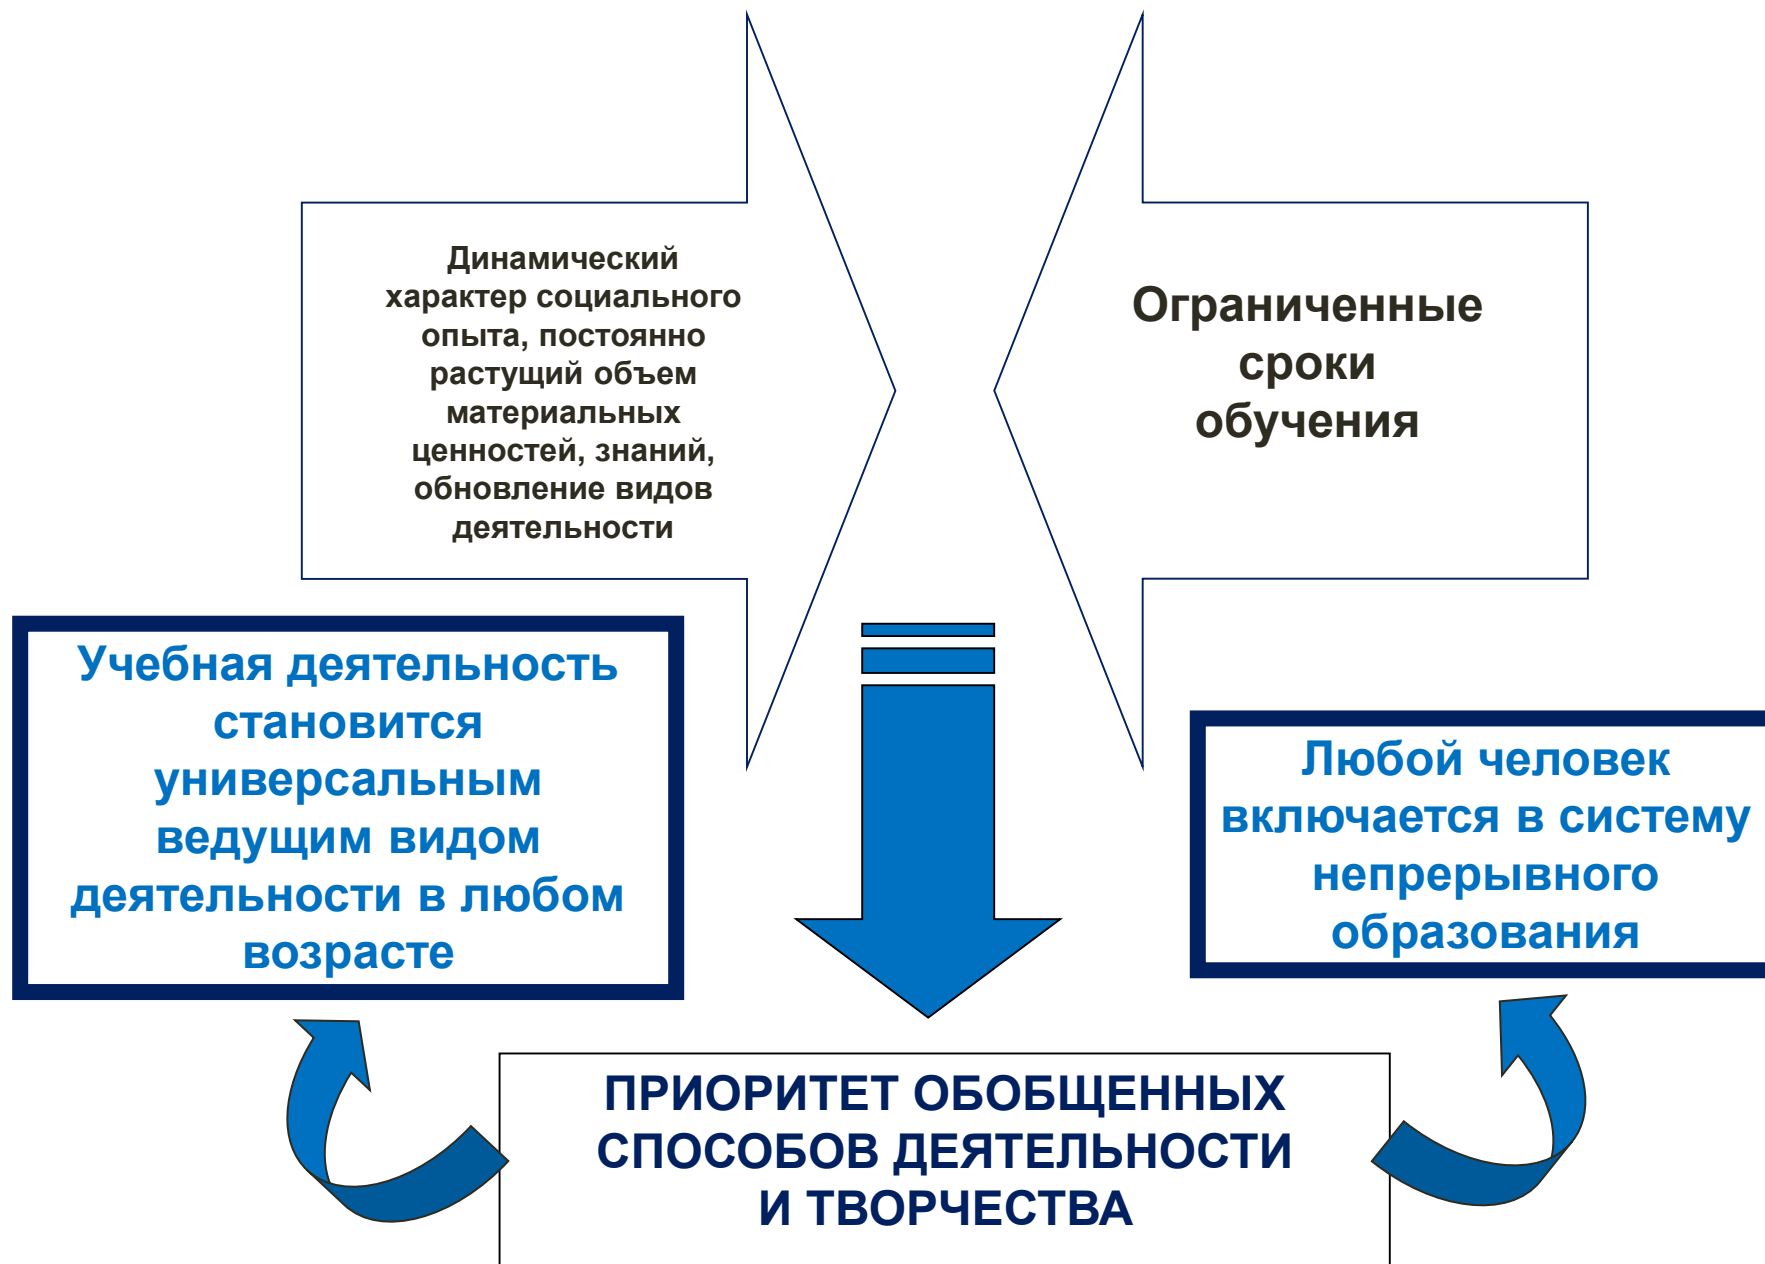 Динамический
характер социального
опыта, постоянно
растущий объем
материальных
ценностей, знаний,
обновление видов
деятельности
Ограниченные
сроки
обучения
Учебная деятельность
становится
универсальным
ведущим видом
деятельности в любом
возрасте
Любой человек
включается в систему
непрерывного
образования
ПРИОРИТЕТ ОБОБЩЕННЫХ
СПОСОБОВ ДЕЯТЕЛЬНОСТИ
И ТВОРЧЕСТВА